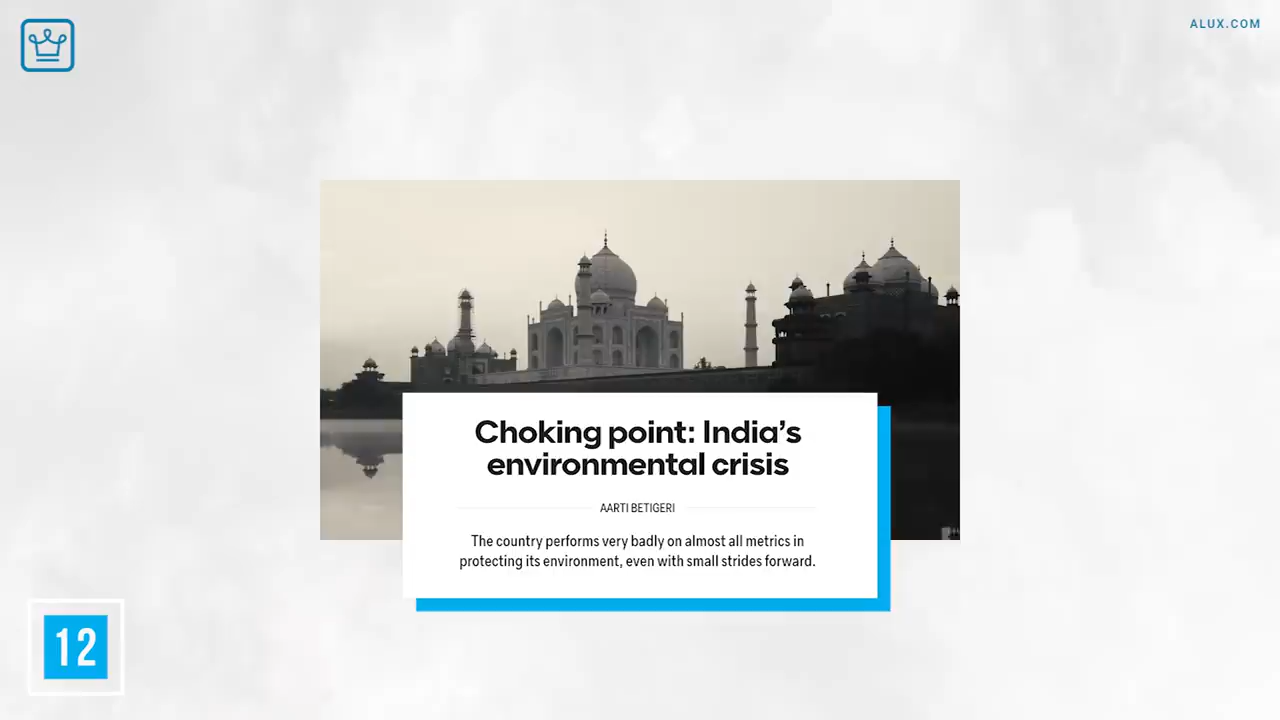 ALUX.COM
Choking point: India's
environmental crisis
AARTI BETIGERI
The country performs very badly on almost all metrics in
protecting its environment, even with small strides forward.
12